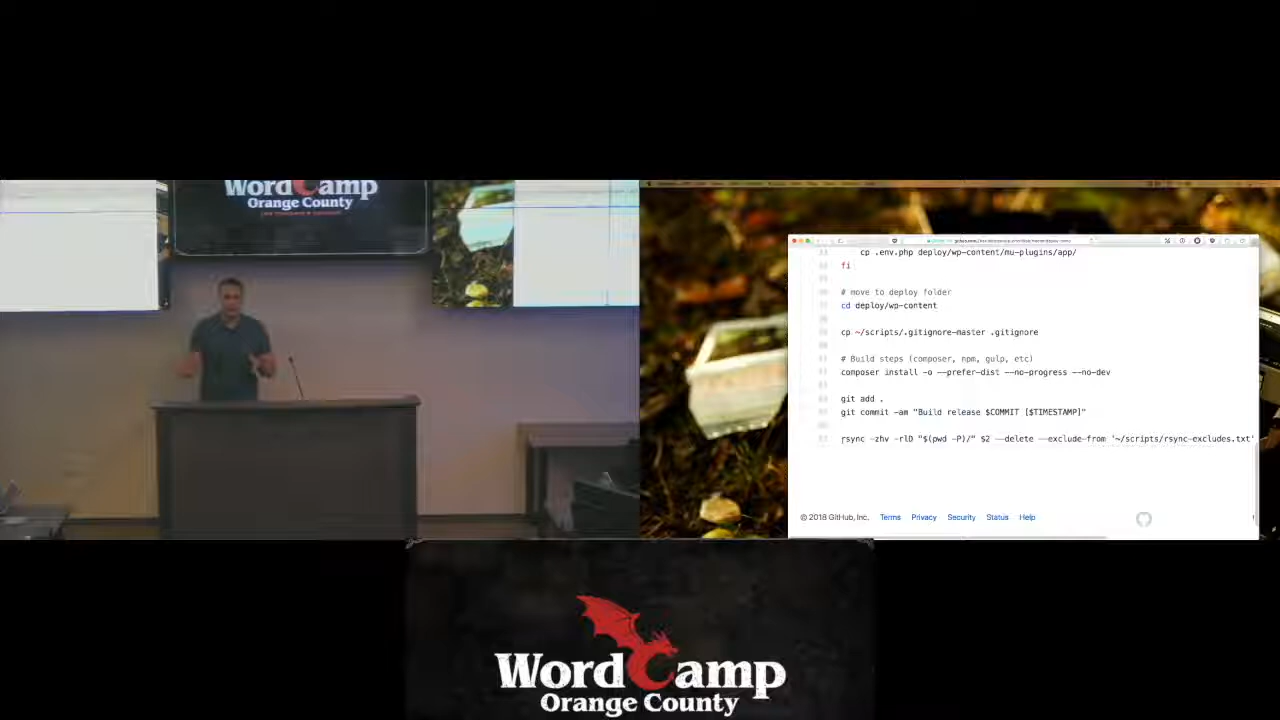 WordCamp
Orange County
cp .env.php deploy/wp-content/mu-plugins/app/
fi
# move to deploy folder
cd deploy/wp-content
cp ~/scripts/.gitignore-master .gitignore
# Build steps (composer, npm, gulp, etc)
composer install -o --prefer-dist --no-progress --no-dev
git add .
git commit -am "Build release $COMMIT [$TIMESTAMP]"
rsync -zhv -rlD "$(pwd -P)/" $2 --delete --exclude-from '~/scripts/rsync-excludes.txt'
© 2018 GitHub, Inc. Terms Privacy Security Status Help
WordCamp
Orange County